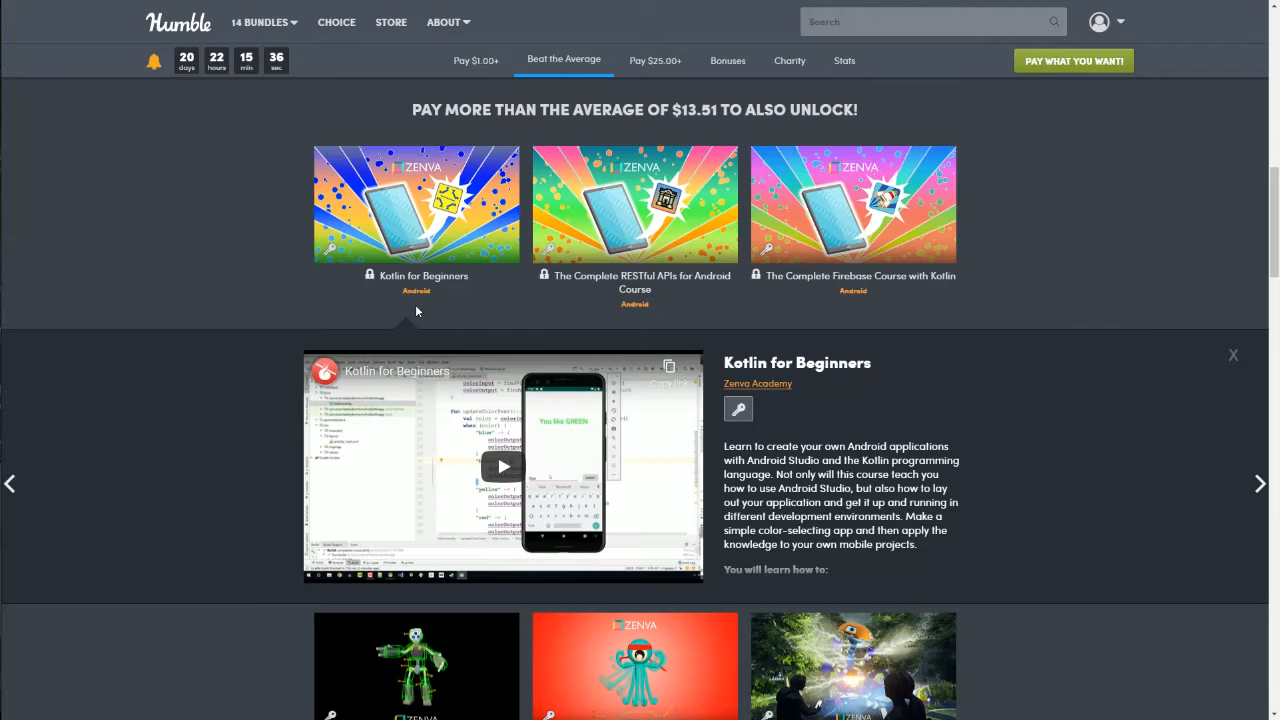 Humble
14 BUNDLES
CHOICE
STORE
ABOUT
Search
20 days
22 hours
15 min
36 sec
Pay $1.00+
Beat the Average
Pay $25.00+
Bonuses
Charity
Stats
PAY WHAT YOU WANT!
PAY MORE THAN THE AVERAGE OF $13.51 TO ALSO UNLOCK!
ZENVA
ZENVA
ZENVA
Kotlin for Beginners
Android
The Complete RESTful APIs for Android
Course
Android
The Complete Firebase Course with Kotlin
Android
Kotlin for Beginners
Copy link
You like GREEN
Kotlin for Beginners
X
Zenva Academy
Learn to create your own Android applications
with Android Studio and the Kotlin programming
language. Not only will this course teach you
how to use Android Studio, but also how to lay
out your application and get it up and running in
different development environments. Make a
simple color-selecting app and then apply the
knowledge to your own mobile projects.
You will learn how to:
ZENVA
ZENVA
ZENVA